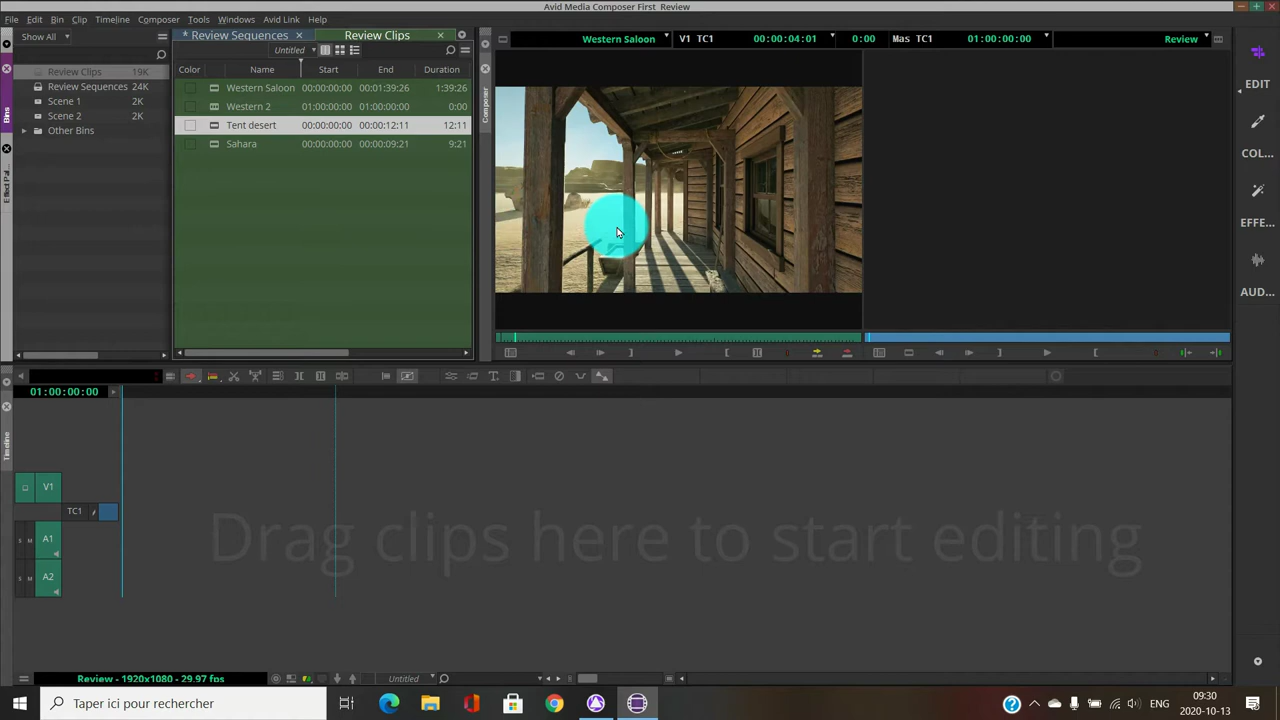 Avid Media Composer First Review
File Edit Bin Clip Timeline Composer Tools Windows Avid Link Help
Show All
Review Clips 19K
Review Sequences 24K
Scene 1 2K
Scene 2 2K
Other Bins
Bins
* Review Sequences × Review Clips ×
Untitled
Color Name Start End Duration
Western Saloon 00:00:00:00 00:01:39:26 1:39:26
Western 2 01:00:00:00 01:00:00:00 0:00
Tent desert 00:00:00:00 00:00:12:11 12:11
Sahara 00:00:00:00 00:00:09:21 9:21
Composer
Western Saloon V1 TC1 00:00:04:01 0:00 Mas TC1 01:00:00:00 Review
EDIT
COL...
EFFE...
AUD...
01:00:00:00
Timeline
V1
TC1
S M A1
S M A2
Drag clips here to start editing
Review - 1920x1080 - 29.97 fps
Untitled
Taper ici pour rechercher
ENG
09:30
2020-10-13